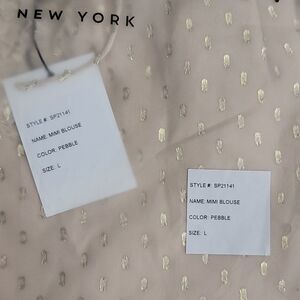 NEW YORK
STYLE #: SP21141
NAME: MIMI BLOUSE
COLOR: PEBBLE
SIZE: L
STYLE #: SP21141
NAME: MIMI BLOUSE
COLOR: PEBBLE
SIZE: L